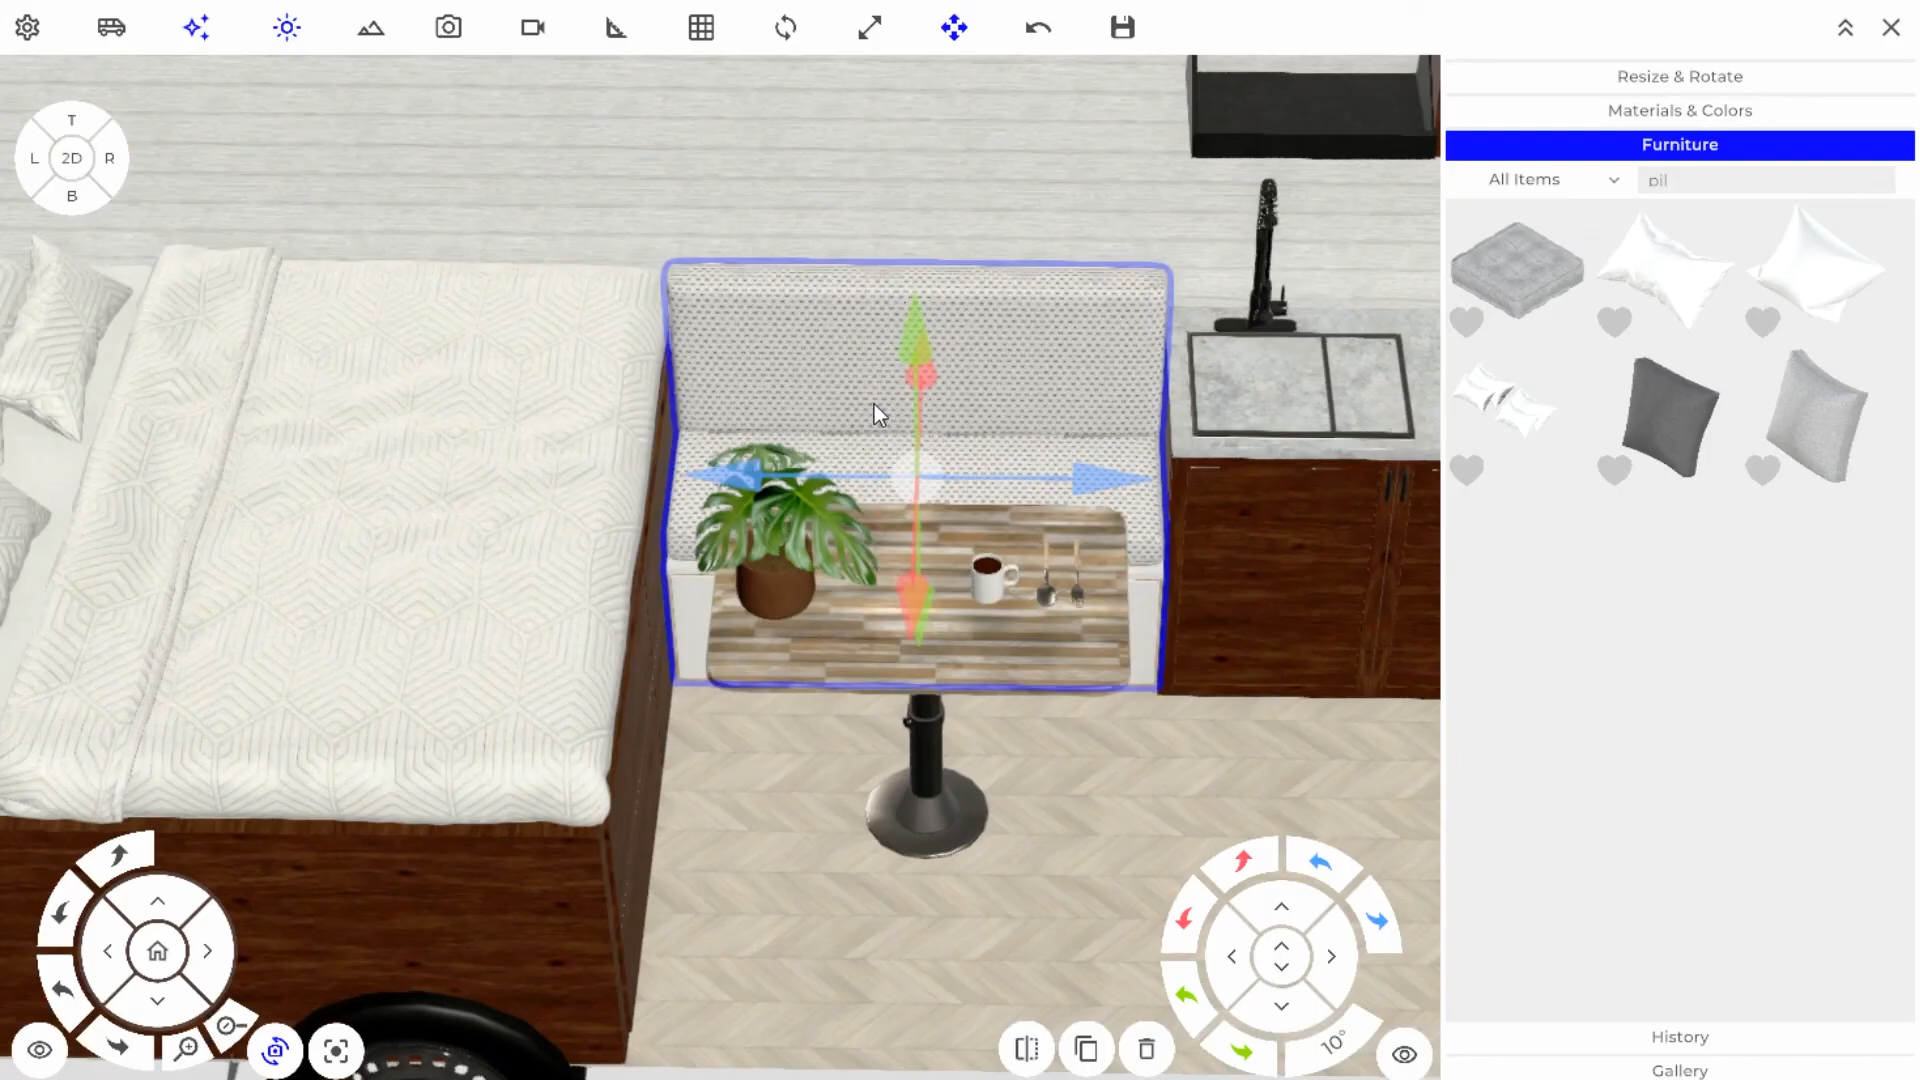 T
L 2D R
B
Resize & Rotate
Materials & Colors
Furniture
All Items pil
10°
History
Gallery